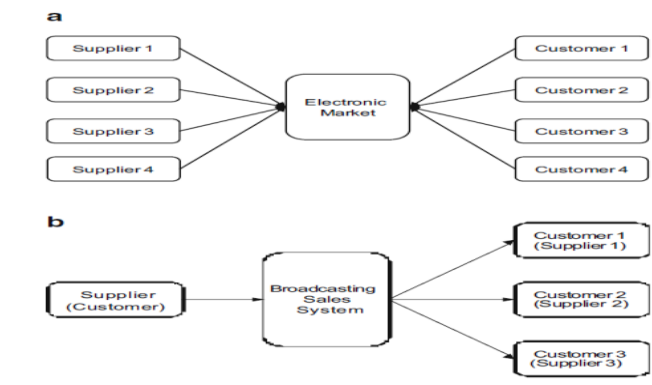 a
Supplier 1
Customer 1
Supplier 2
Customer 2
Electronic
Market
Supplier 3
Customer 3
Supplier 4
Customer 4
b
Customer 1
(Supplier 1)
Supplier
(Customer)
Broadcasting
Sales
System
Customer 2
(Supplier 2)
Customer 3
(Supplier 3)